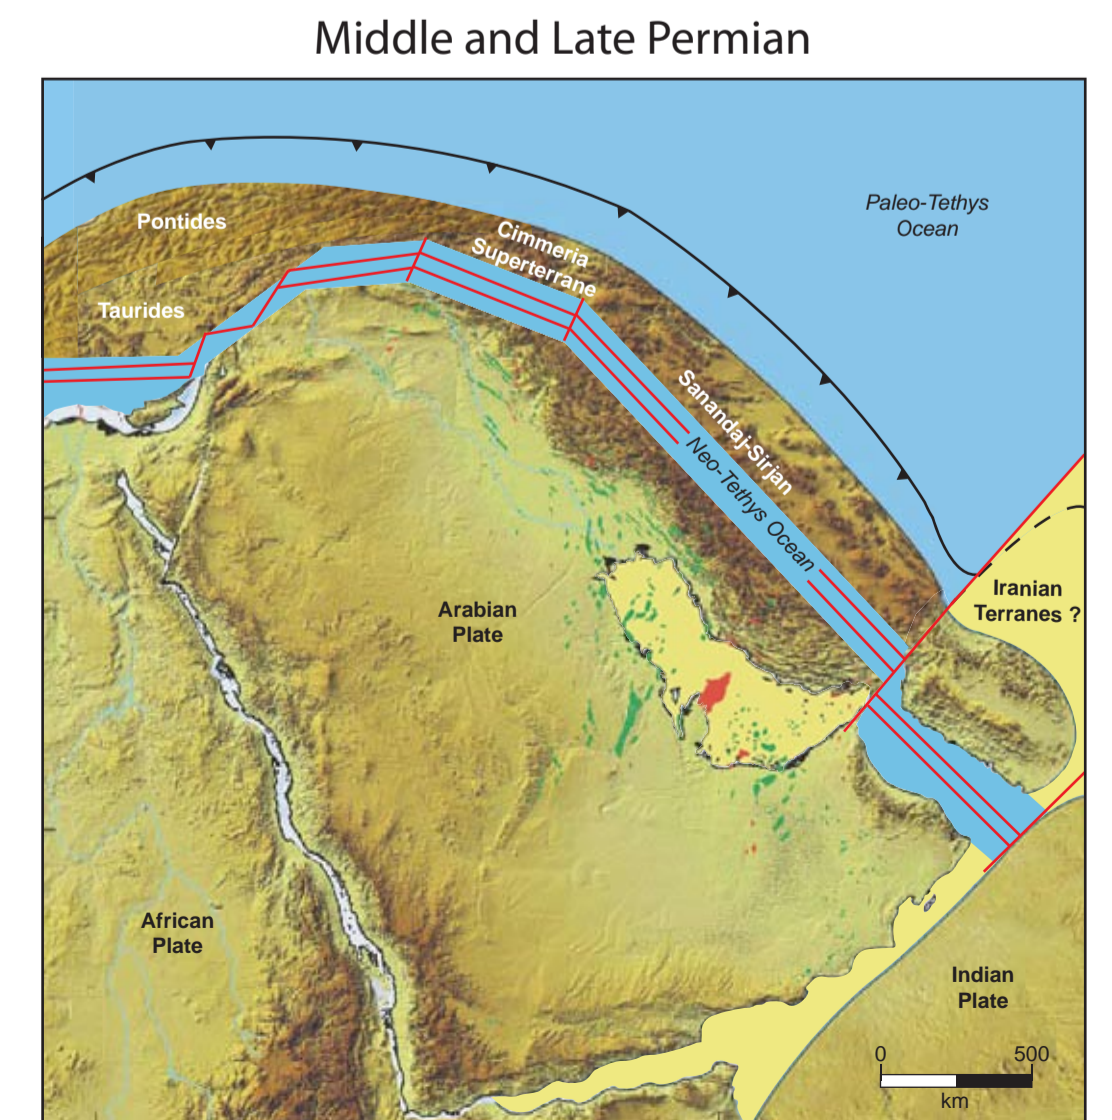 Middle and Late Permian
Paleo-Tethys
Ocean
Pontides
Cimmeria
Superterrane
Taurides
Sanandaj-Sirjan
Neo-Tethys Ocean
Iranian
Terranes ?
Arabian
Plate
African
Plate
Indian
Plate
0 500
km